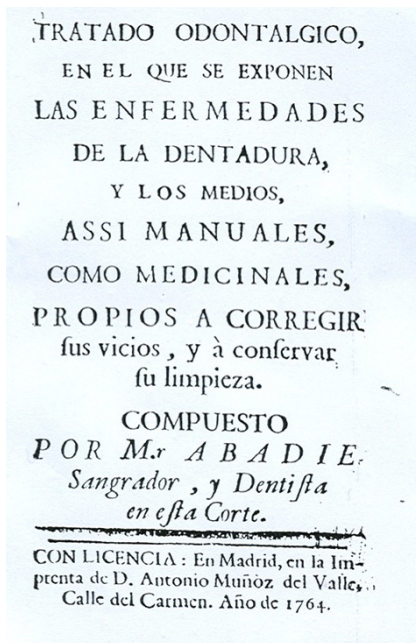 TRATADO ODONTALGICO,
EN EL QUE SE EXPONEN
LAS ENFERMEDADES
DE LA DENTADURA,
Y LOS MEDIOS,
ASSI MANUALES,
COMO MEDICINALES,
PROPIOS A CORREGIR
ſus vicios, y à conſervar
ſu limpieza.
COMPUESTO
POR M.r ABADIE.
Sangrador, y Dentiſta
en eſta Corte.
CON LICENCIA: En Madrid, en la Im-
prenta de D. Antonio Muñoz del Valle,
Calle del Carmen. Año de 1764.